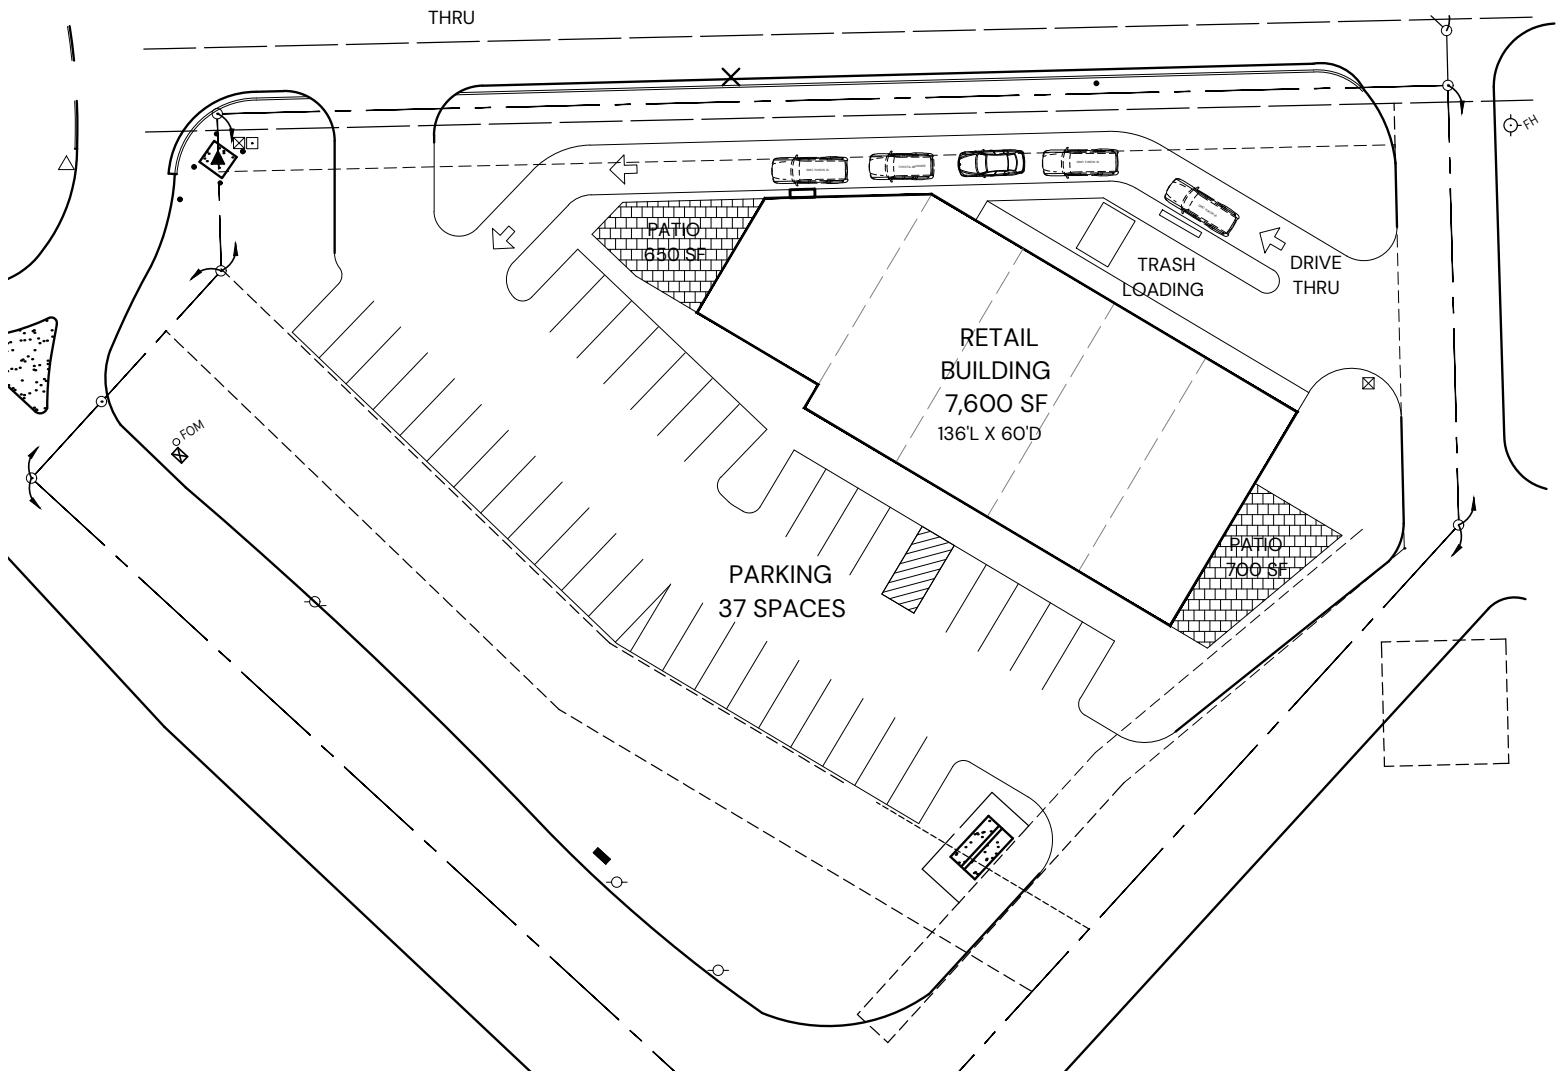 THRU
FH
PATIO
650 SF
TRASH
LOADING
DRIVE
THRU
RETAIL
BUILDING
7,600 SF
136'L X 60'D
FOM
PATIO
700 SF
PARKING
37 SPACES